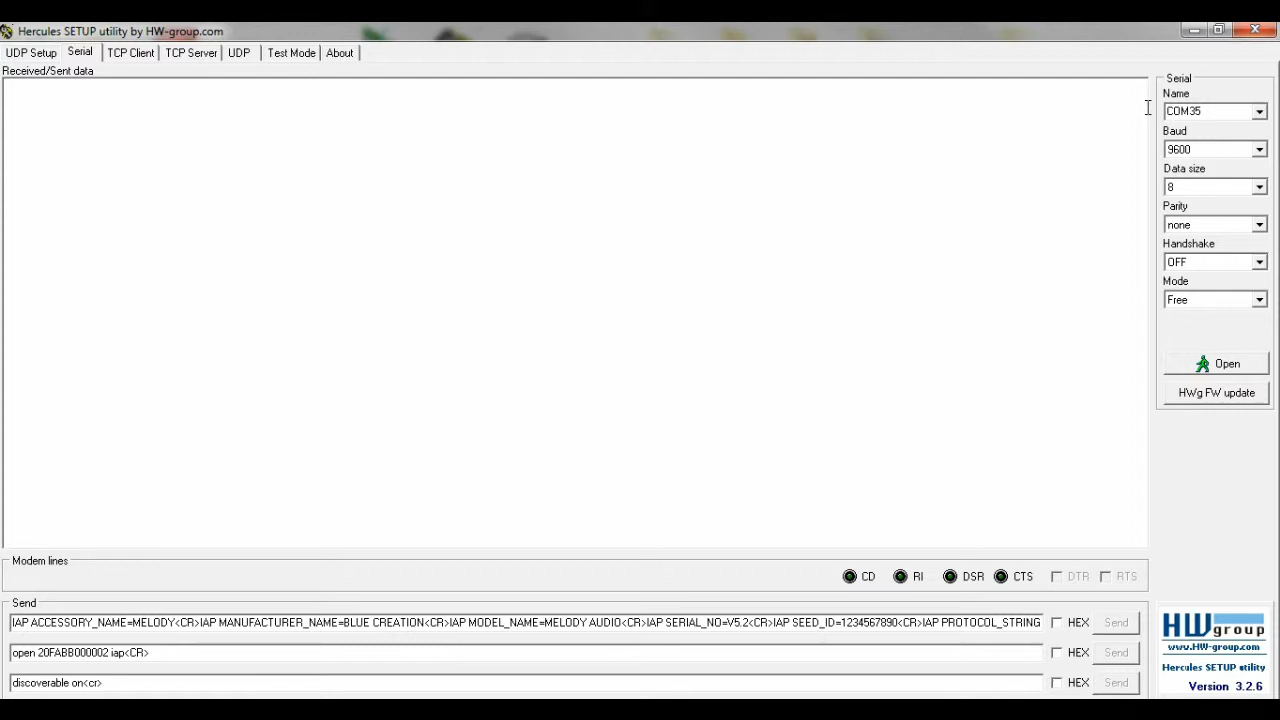 Hercules SETUP utility by HW-group.com
UDP Setup Serial TCP Client TCP Server UDP Test Mode About
Received/Sent data
Serial
Name
COM35
Baud
9600
Data size
8
Parity
none
Handshake
OFF
Mode
Free
Open
HWg FW update
Modem lines
CD RI DSR CTS DTR RTS
Send
IAP ACCESSORY_NAME=MELODY<CR>IAP MANUFACTURER_NAME=BLUE CREATION<CR>IAP MODEL_NAME=MELODY AUDIO<CR>IAP SERIAL_NO=V5.2<CR>IAP SEED_ID=1234567890<CR>IAP PROTOCOL_STRING HEX Send
open 20FABB000002 iap<CR> HEX Send
discoverable on<cr> HEX Send
HWgroup
www.HW-group.com
Hercules SETUP utility
Version 3.2.6